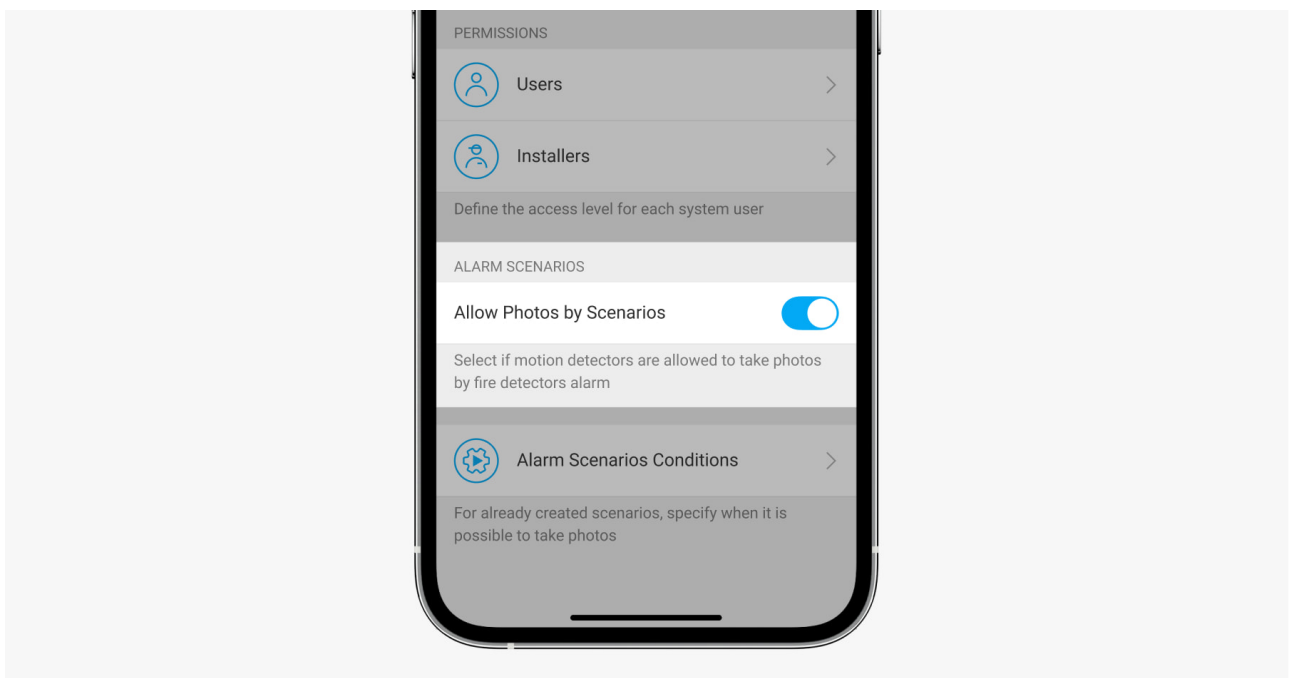 PERMISSIONS
Users
Installers
Define the access level for each system user
ALARM SCENARIOS
Allow Photos by Scenarios
Select if motion detectors are allowed to take photos
by fire detectors alarm
Alarm Scenarios Conditions
For already created scenarios, specify when it is
possible to take photos